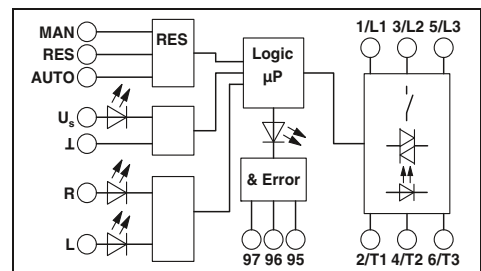 MAN
RES
AUTO
RES
Us
⊥
R
L
Logic
µP
& Error
97 96 95
1/L1 3/L2 5/L3
2/T1 4/T2 6/T3